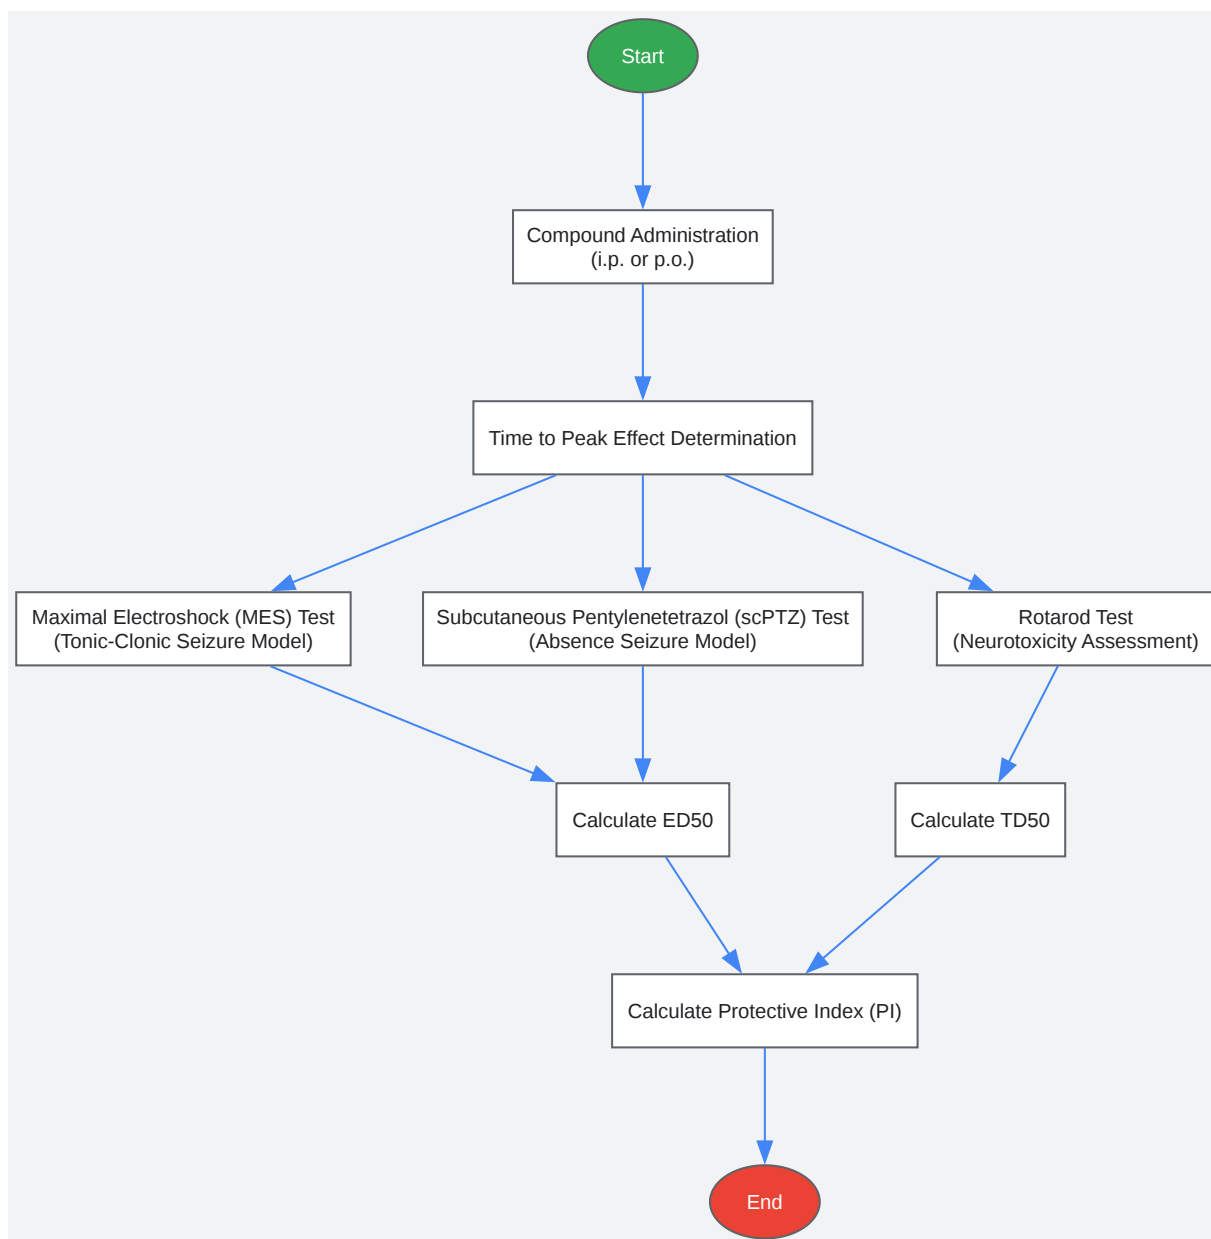 Start
Compound Administration
(i.p. or p.o.)
Time to Peak Effect Determination
Maximal Electroshock (MES) Test
(Tonic-Clonic Seizure Model)
Subcutaneous Pentylenetetrazol (scPTZ) Test
(Absence Seizure Model)
Rotarod Test
(Neurotoxicity Assessment)
Calculate ED50
Calculate TD50
Calculate Protective Index (PI)
End